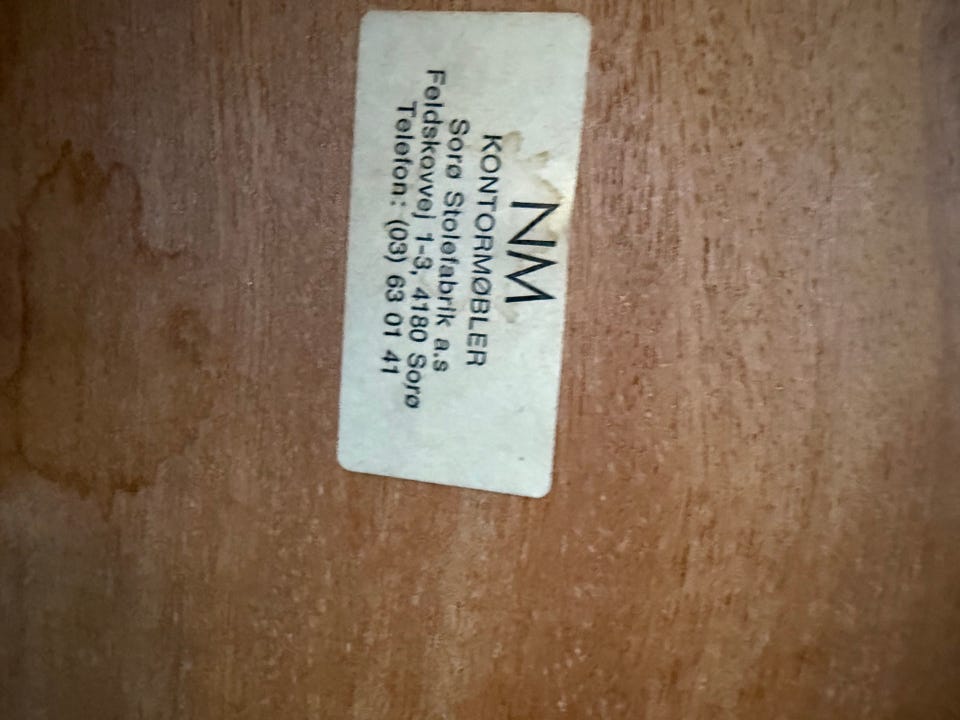 NM
KONTORMØBLER
Sorø Stolefabrik a.s
Feldskovvej 1-3, 4180 Sorø
Telefon: (03) 63 01 41